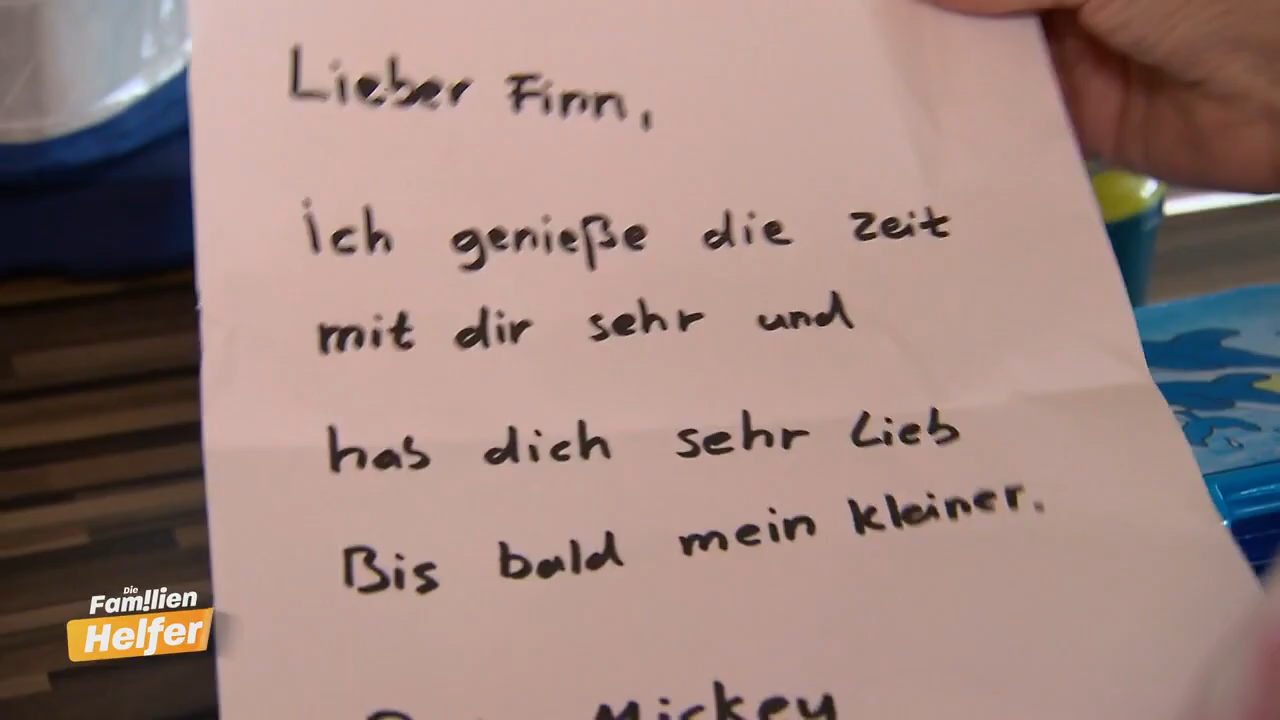 Lieber Finn,
ich genieße die Zeit
mit dir sehr und
hab dich sehr Lieb
Bis bald mein kleiner.
Mickey
Die
Fam!lien
Helfer